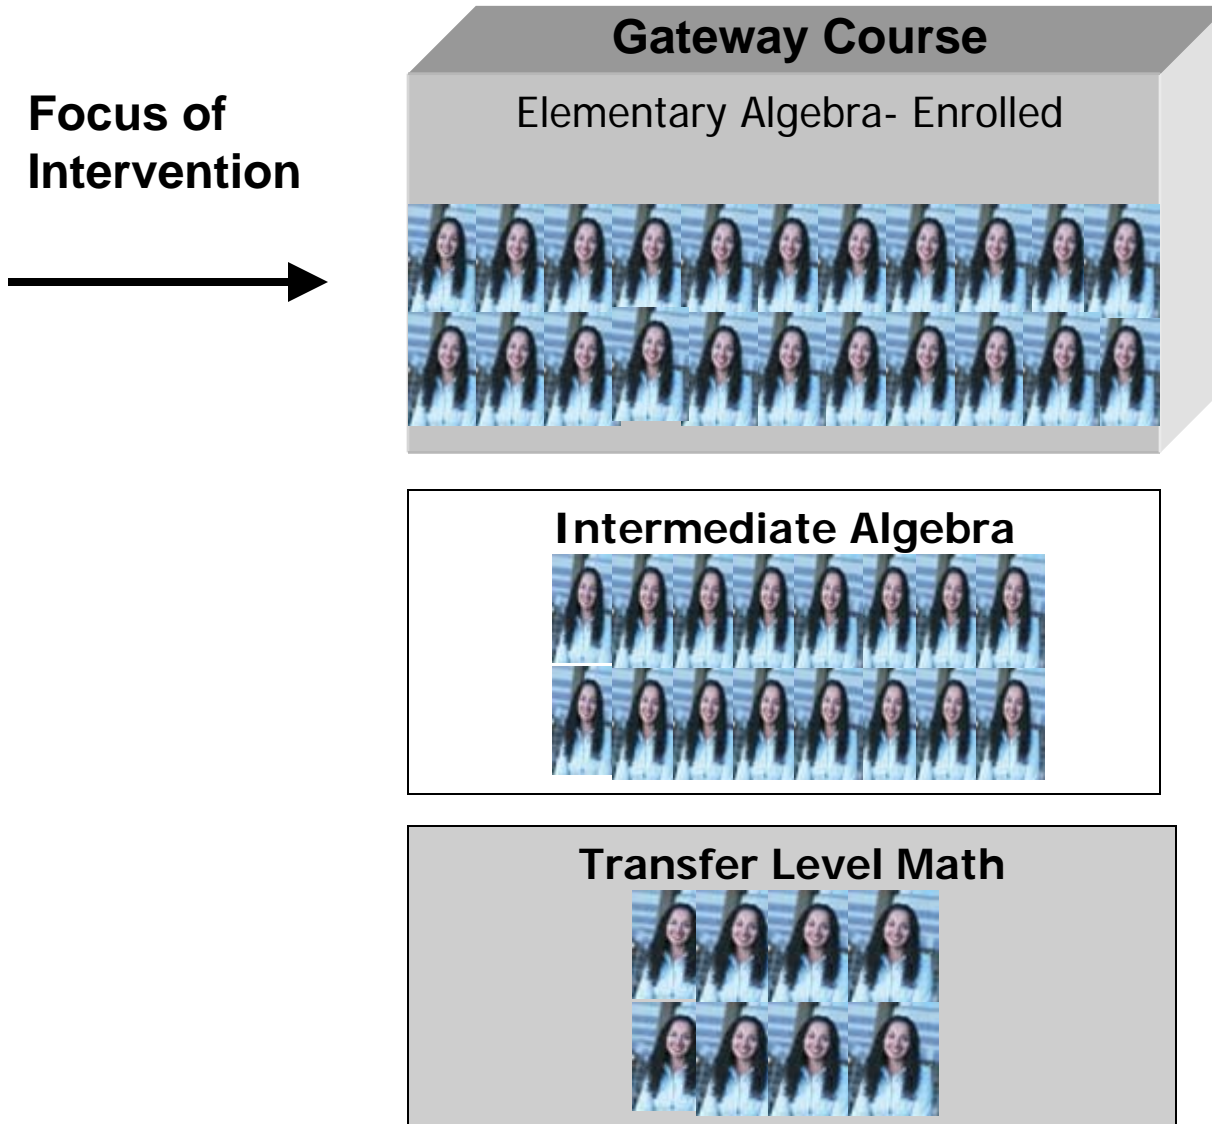 Gateway Course
Elementary Algebra- Enrolled
Focus of
Intervention
Intermediate Algebra
Transfer Level Math